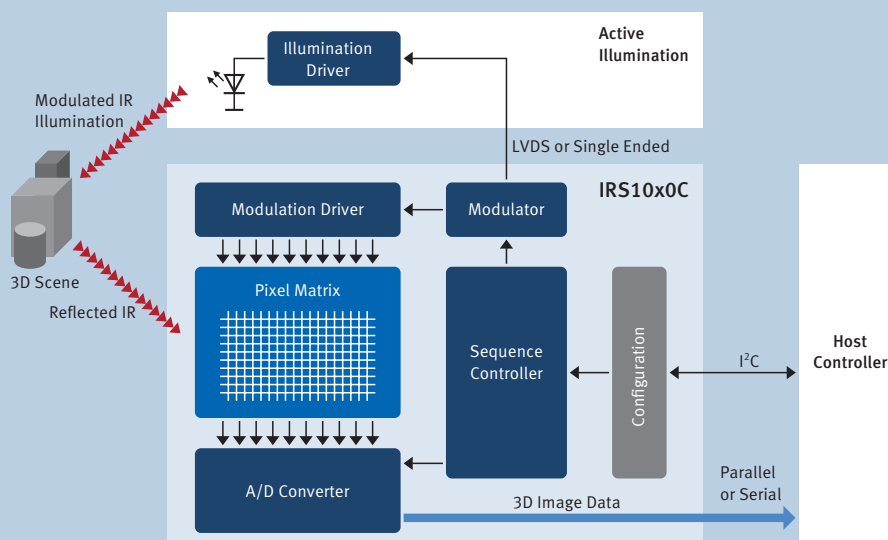 Illumination
Driver
Active
Illumination
Modulated IR
Illumination
LVDS or Single Ended
IRS10x0C
Modulation Driver
Modulator
3D Scene
Reflected IR
Pixel Matrix
Sequence
Controller
Configuration
I²C
Host
Controller
A/D Converter
3D Image Data
Parallel
or Serial